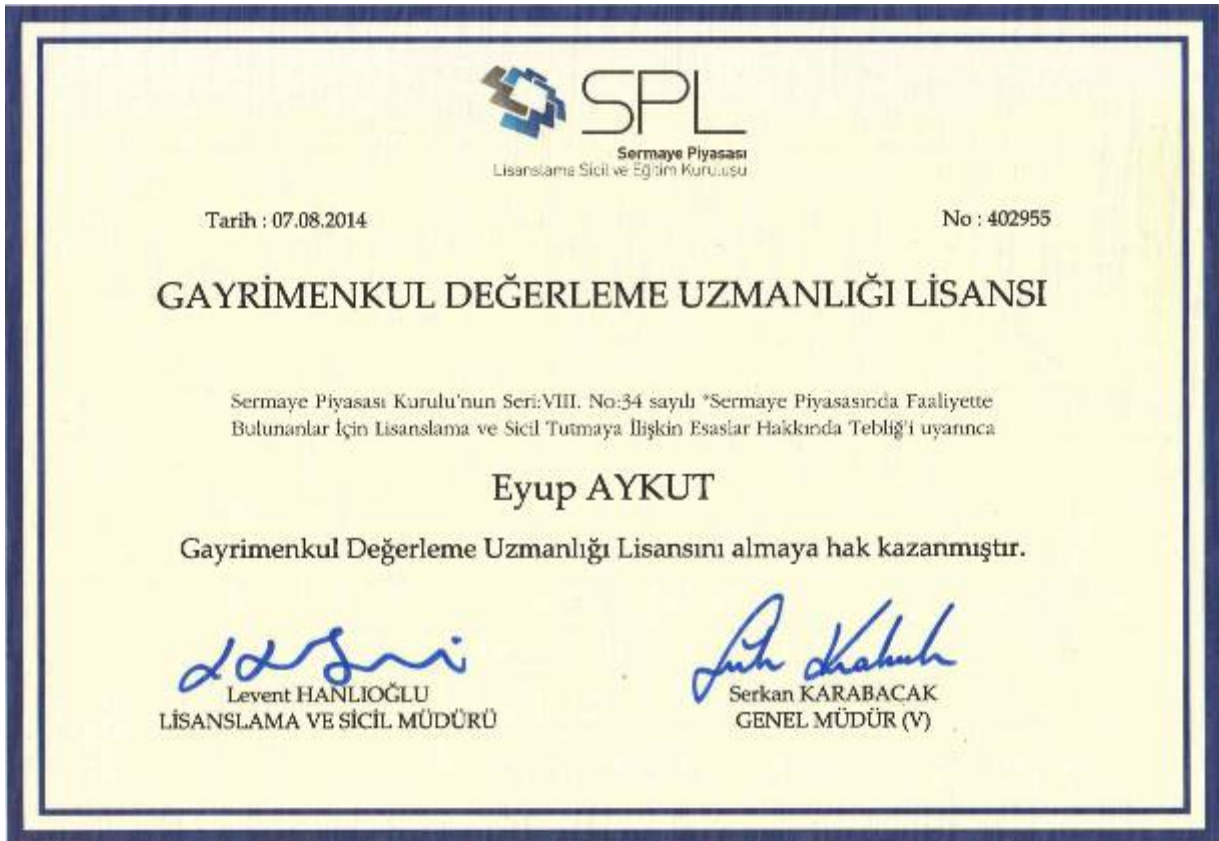 SPL
Sermaye Piyasası
Lisanslama Sicil ve Eğitim Kuruluşu
Tarih : 07.08.2014
No : 402955
GAYRİMENKUL DEĞERLEME UZMANLIĞI LİSANSI
Sermaye Piyasası Kurulu'nun Seri:VIII. No:34 sayılı "Sermaye Piyasasında Faaliyette
Bulunanlar İçin Lisanslama ve Sicil Tutmaya İlişkin Esaslar Hakkında Tebliğ'i uyarınca
Eyup AYKUT
Gayrimenkul Değerleme Uzmanlığı Lisansını almaya hak kazanmıştır.
Levent HANLIOĞLU
LİSANSLAMA VE SİCİL MÜDÜRÜ
Serkan KARABACAK
GENEL MÜDÜR (V)